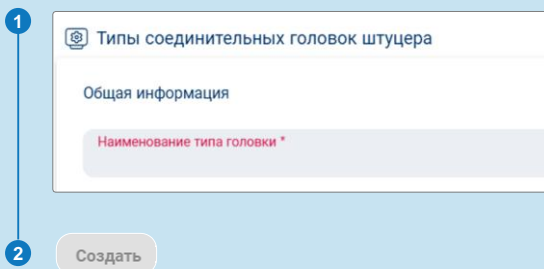 1
Типы соединительных головок штуцера
Общая информация
Наименование типа головки *
2
Создать